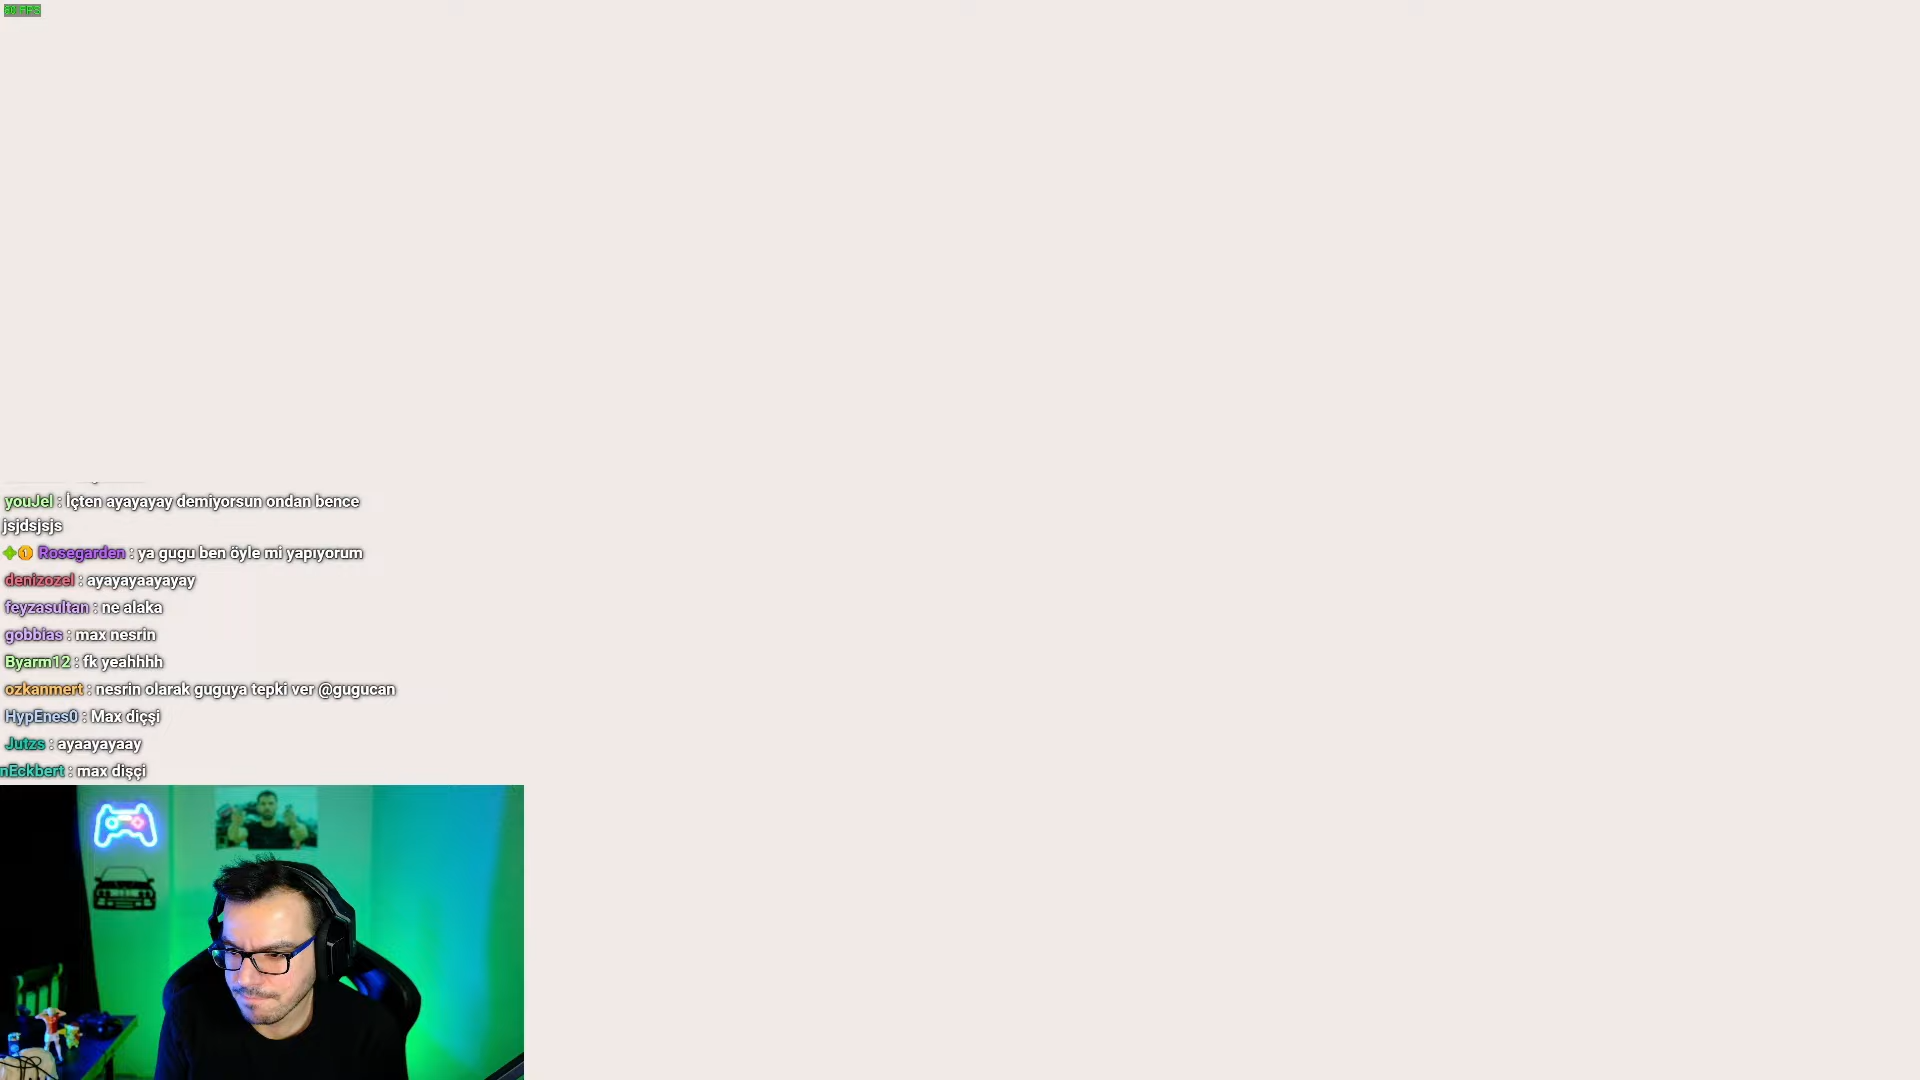 youJel : İçten ayayayay demiyorsun ondan bence
jsjdsjsjs
Rosegarden : ya gugu ben öyle mi yapıyorum
denizozel : ayayayaayayay
feyzasultan : ne alaka
gobbias : max nesrin
Byarm12 : fk yeahhhh
ozkanmert : nesrin olarak guguya tepki ver @gugucan
HypEnes0 : Max diçşi
Jutzs : ayaayayaay
nEckbert : max dişçi